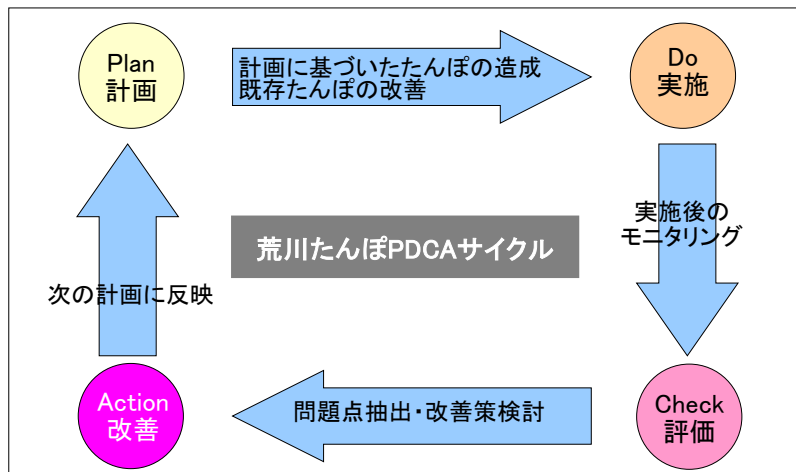 Plan
計画
計画に基づいたたんぽの造成
既存たんぽの改善
Do
実施
実施後の
モニタリング
荒川たんぽPDCAサイクル
次の計画に反映
Action
改善
問題点抽出・改善策検討
Check
評価